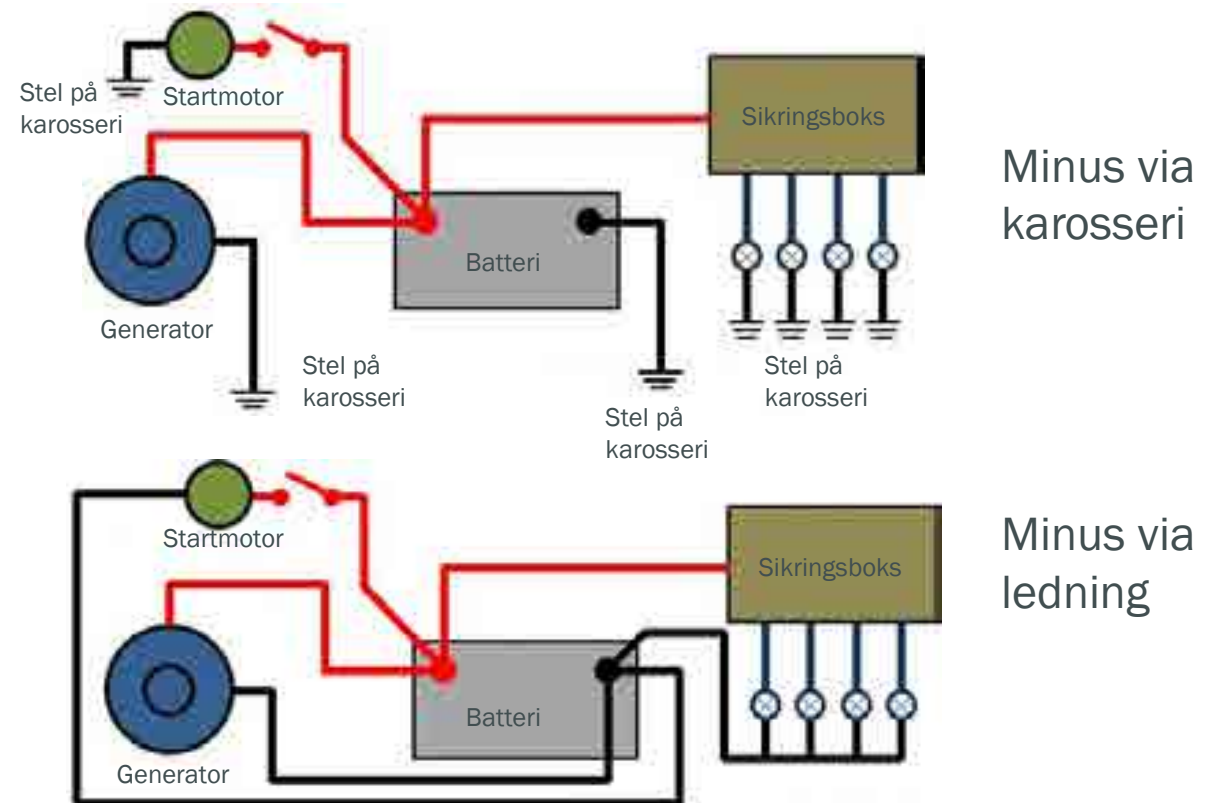 Stel på
karosseri
Startmotor
Sikringsboks
Minus via
karosseri
Batteri
Generator
Stel på
karosseri
Stel på
karosseri
Stel på
karosseri
Startmotor
Sikringsboks
Minus via
ledning
Batteri
Generator